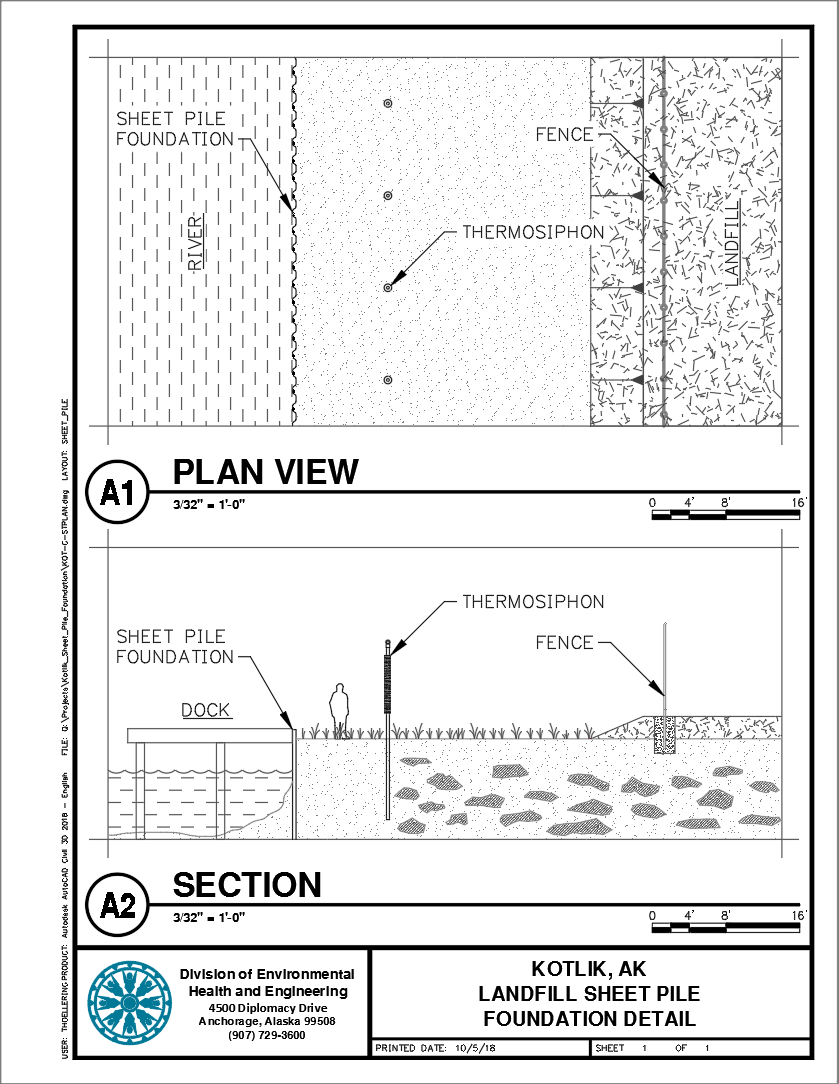 SHEET PILE
FOUNDATION
FENCE
RIVER
THERMOSIPHON
LANDFILL
A1
PLAN VIEW
3/32" = 1'-0"
0 4' 8' 16'
THERMOSIPHON
SHEET PILE
FOUNDATION
FENCE
DOCK
A2
SECTION
3/32" = 1'-0"
0 4' 8' 16'
Division of Environmental
Health and Engineering
4500 Diplomacy Drive
Anchorage, Alaska 99508
(907) 729-3600
KOTLIK, AK
LANDFILL SHEET PILE
FOUNDATION DETAIL
PRINTED DATE: 10/5/18
SHEET 1 OF 1
USER: THOELLERING PRODUCT: Autodesk AutoCAD Civil 3D 2018 - English FILE: Q:\Projects\Kotlik_Sheet_Pile_Foundation\KOT-C-STPLAN.dwg LAYOUT: SHEET_PILE